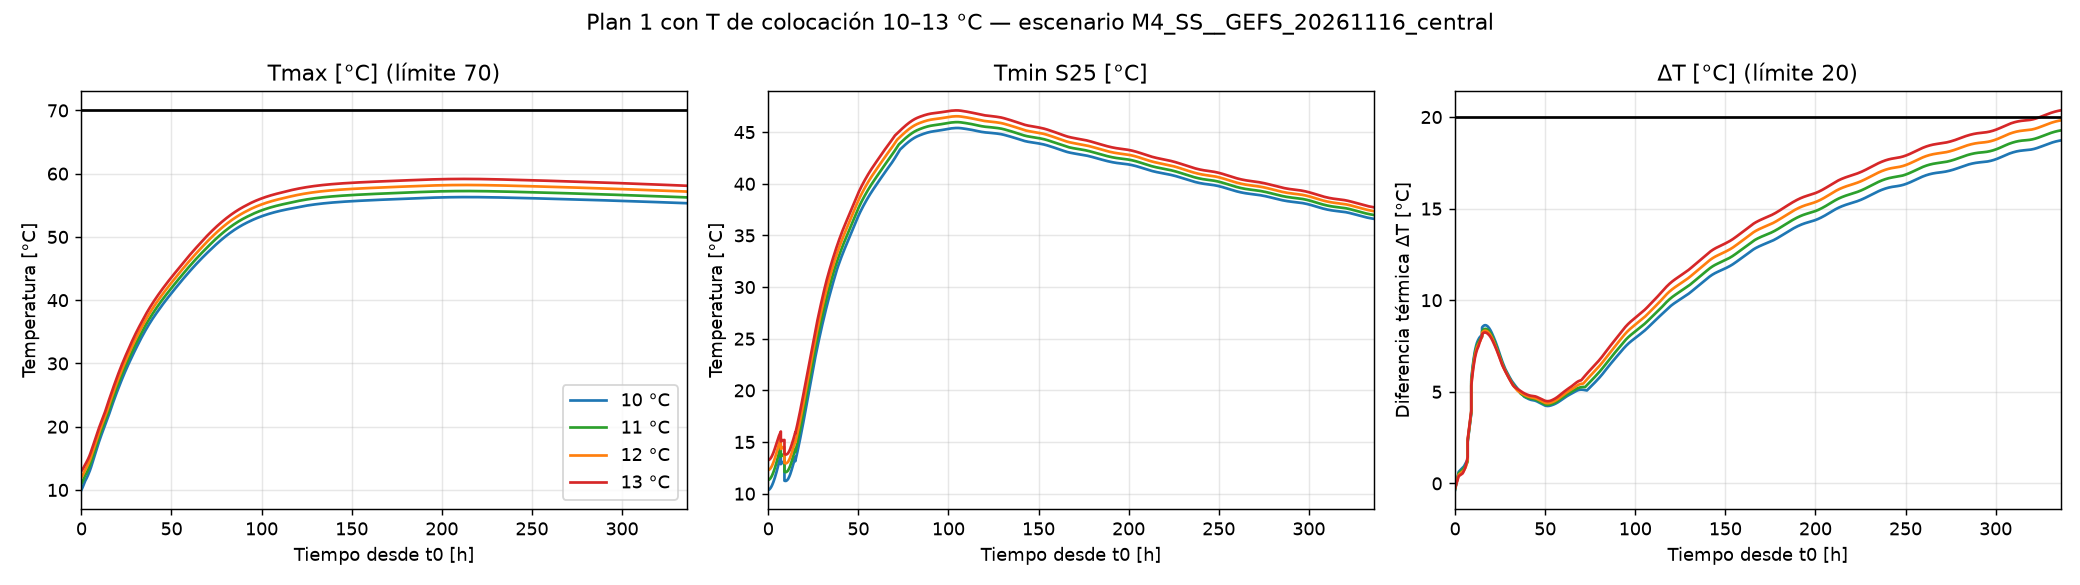 Plan 1 con T de colocación 10–13 °C — escenario M4_SS__GEFS_20261116_central
Tmax [°C] (límite 70)
Temperatura [°C]
70
60
50
40
30
20
10
0
50
100
150
200
250
300
Tiempo desde t0 [h]
10 °C
11 °C
12 °C
13 °C
Tmin S25 [°C]
Temperatura [°C]
45
40
35
30
25
20
15
10
0
50
100
150
200
250
300
Tiempo desde t0 [h]
ΔT [°C] (límite 20)
Diferencia térmica ΔT [°C]
20
15
10
5
0
0
50
100
150
200
250
300
Tiempo desde t0 [h]